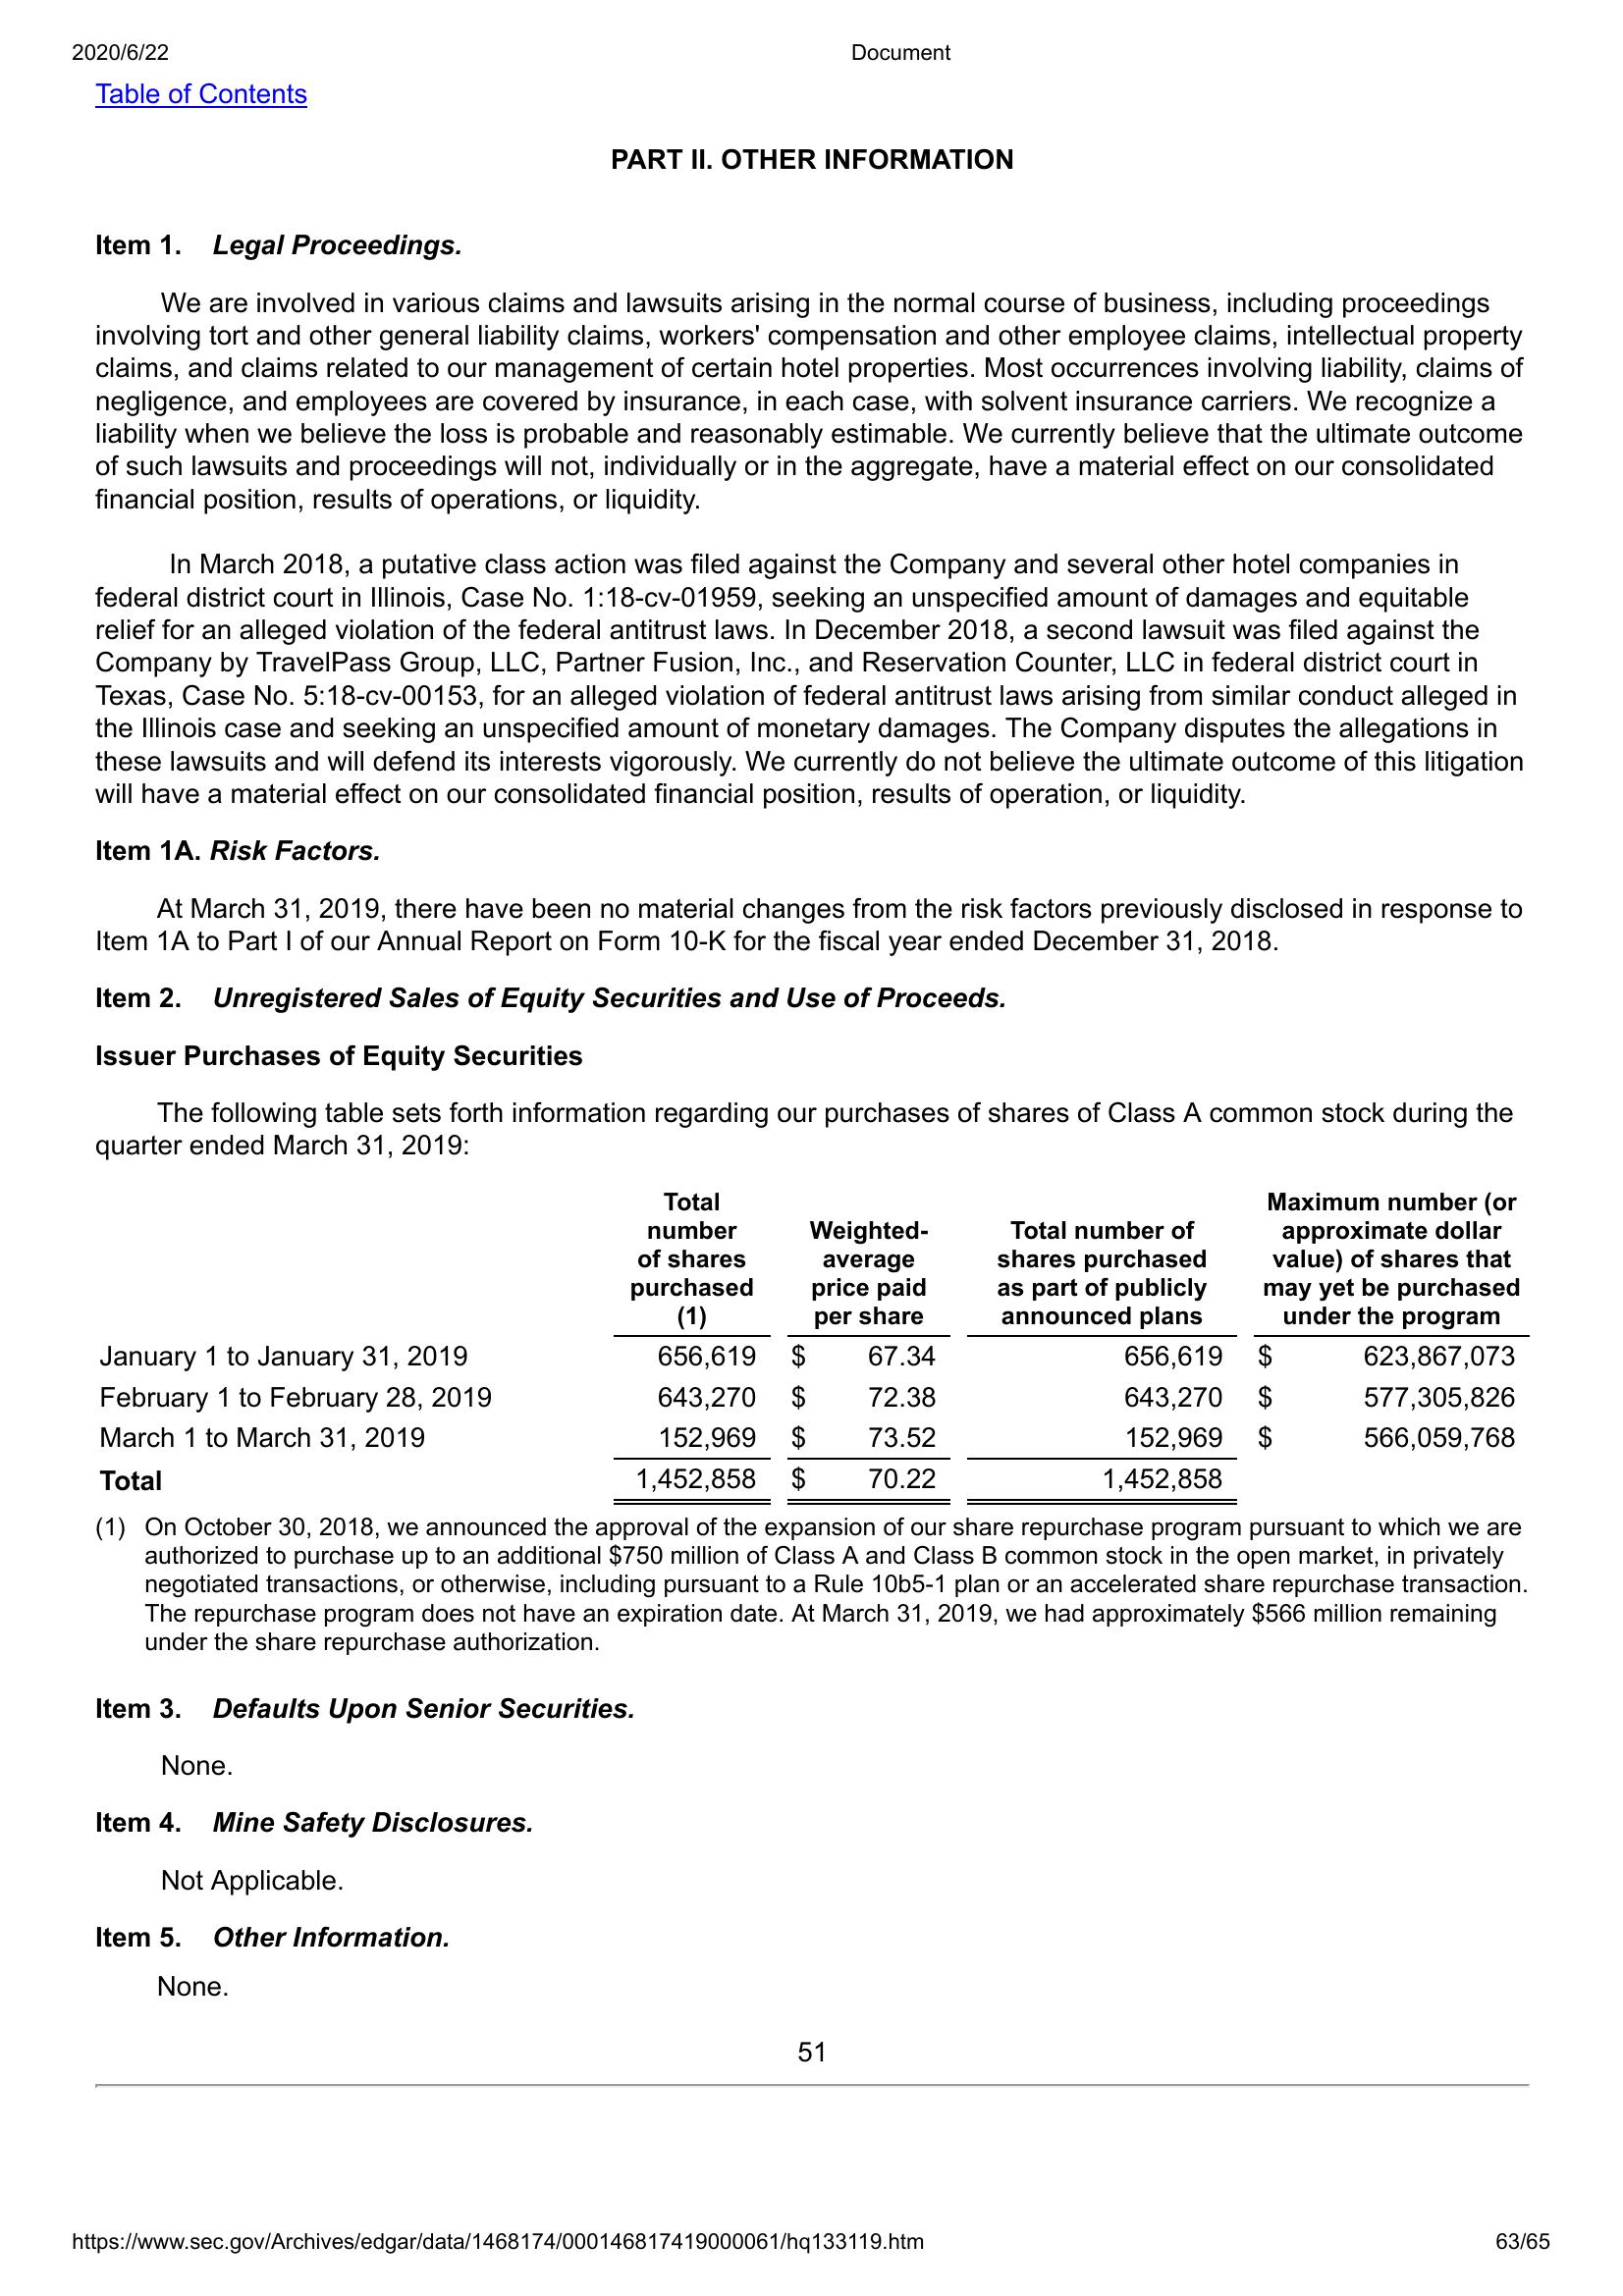 2020/6/22 Document
Table of Contents
PART II. OTHER INFORMATION
Item 1. Legal Proceedings.
We are involved in various claims and lawsuits arising in the normal course of business, including proceedings
involving tort and other general liability claims, workers' compensation and other employee claims, intellectual property
claims, and claims related to our management of certain hotel properties. Most occurrences involving liability, claims of
negligence, and employees are covered by insurance, in each case, with solvent insurance carriers. We recognize a
liability when we believe the loss is probable and reasonably estimable. We currently believe that the ultimate outcome
of such lawsuits and proceedings will not, individually or in the aggregate, have a material effect on our consolidated
financial position, results of operations, or liquidity.
In March 2018, a putative class action was filed against the Company and several other hotel companies in
federal district court in Illinois, Case No. 1:18-cv-01959, seeking an unspecified amount of damages and equitable
relief for an alleged violation of the federal antitrust laws. In December 2018, a second lawsuit was filed against the
Company by TravelPass Group, LLC, Partner Fusion, Inc., and Reservation Counter, LLC in federal district court in
Texas, Case No. 5:18-cv-00153, for an alleged violation of federal antitrust laws arising from similar conduct alleged in
the Illinois case and seeking an unspecified amount of monetary damages. The Company disputes the allegations in
these lawsuits and will defend its interests vigorously. We currently do not believe the ultimate outcome of this litigation
will have a material effect on our consolidated financial position, results of operation, or liquidity.
Item 1A. Risk Factors.
At March 31, 2019, there have been no material changes from the risk factors previously disclosed in response to
Item 1A to Part I of our Annual Report on Form 10-K for the fiscal year ended December 31, 2018.
Item 2. Unregistered Sales of Equity Securities and Use of Proceeds.
Issuer Purchases of Equity Securities
The following table sets forth information regarding our purchases of shares of Class A common stock during the
quarter ended March 31, 2019:
Total
number
of shares
purchased
(1)
Weighted-
average
price paid
per share
Total number of
shares purchased
as part of publicly
announced plans
Maximum number (or
approximate dollar
value) of shares that
may yet be purchased
under the program
January 1 to January 31, 2019 656,619 $ 67.34 656,619 $ 623,867,073
February 1 to February 28, 2019 643,270 $ 72.38 643,270 $ 577,305,826
March 1 to March 31, 2019 152,969 $ 73.52 152,969 $ 566,059,768
Total 1,452,858 $ 70.22 1,452,858
(1) On October 30, 2018, we announced the approval of the expansion of our share repurchase program pursuant to which we are
authorized to purchase up to an additional $750 million of Class A and Class B common stock in the open market, in privately
negotiated transactions, or otherwise, including pursuant to a Rule 10b5-1 plan or an accelerated share repurchase transaction.
The repurchase program does not have an expiration date. At March 31, 2019, we had approximately $566 million remaining
under the share repurchase authorization.
Item 3. Defaults Upon Senior Securities.
None.
Item 4. Mine Safety Disclosures.
Not Applicable.
Item 5. Other Information.
None.
51
https://www.sec.gov/Archives/edgar/data/1468174/000146817419000061/hq133119.htm 63/65